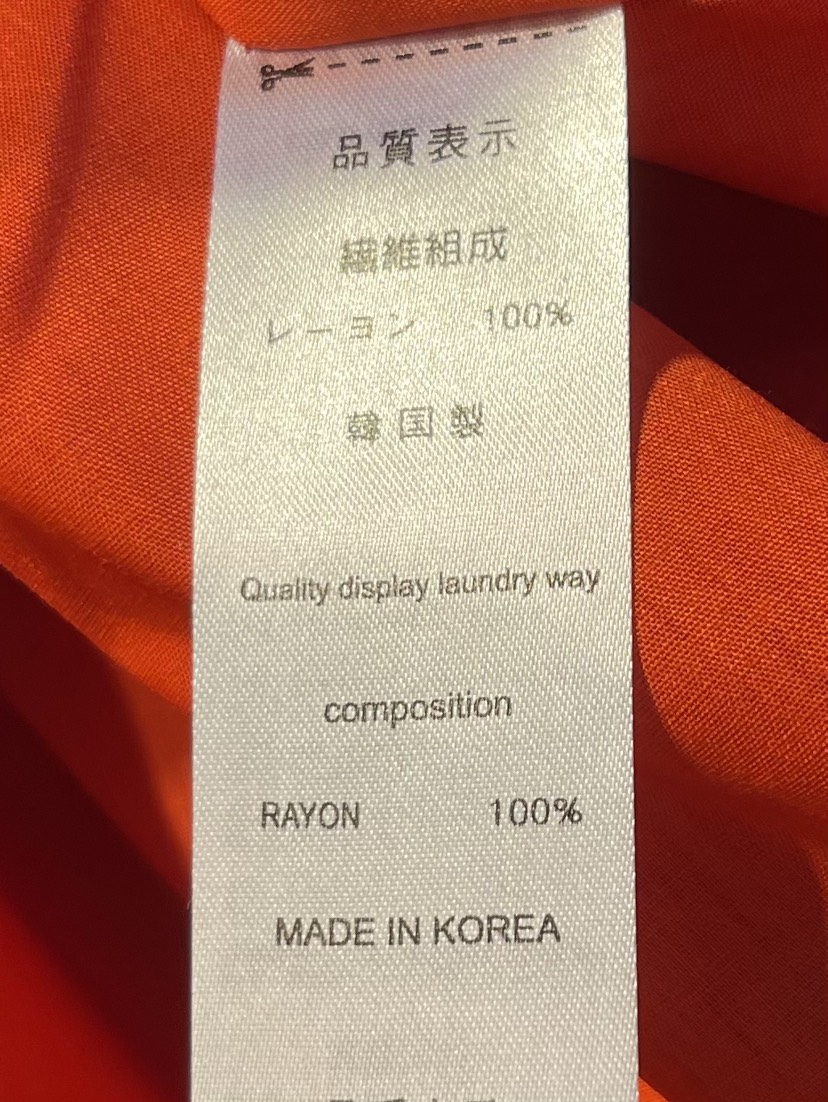 品質表示
繊維組成
レーヨン 100%
韓国製
Quality display laundry way
composition
RAYON 100%
MADE IN KOREA